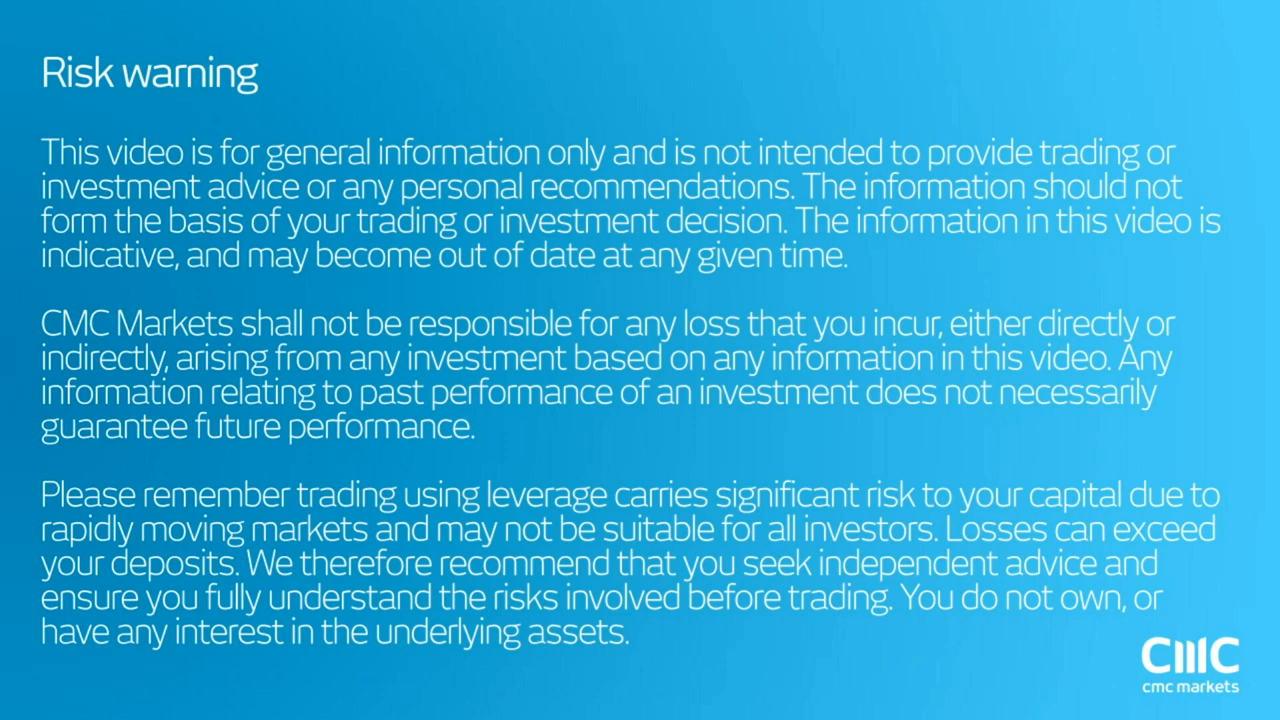 Risk warning
This video is for general information only and is not intended to provide trading or
investment advice or any personal recommendations. The information should not
form the basis of your trading or investment decision. The information in this video is
indicative, and may become out of date at any given time.
CMC Markets shall not be responsible for any loss that you incur, either directly or
indirectly, arising from any investment based on any information in this video. Any
information relating to past performance of an investment does not necessarily
guarantee future performance.
Please remember trading using leverage carries significant risk to your capital due to
rapidly moving markets and may not be suitable for all investors. Losses can exceed
your deposits. We therefore recommend that you seek independent advice and
ensure you fully understand the risks involved before trading. You do not own, or
have any interest in the underlying assets.
CMC
cmc markets